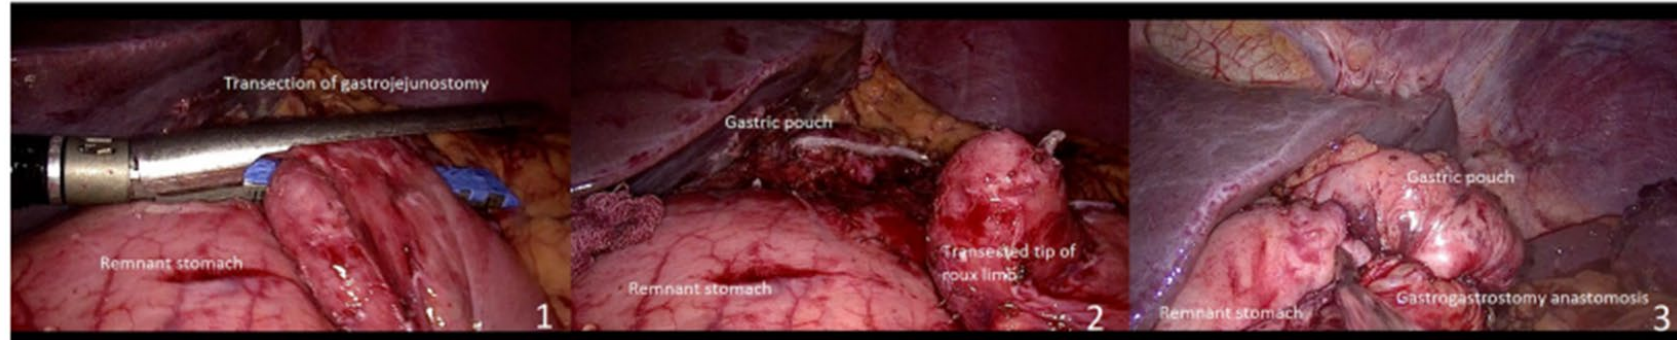 Transection of gastrojejunostomy
Remnant stomach
1
Gastric pouch
Transected tip of
roux limb
Remnant stomach
2
Gastric pouch
Gastrogastrostomy anastomosis
Remnant stomach
3